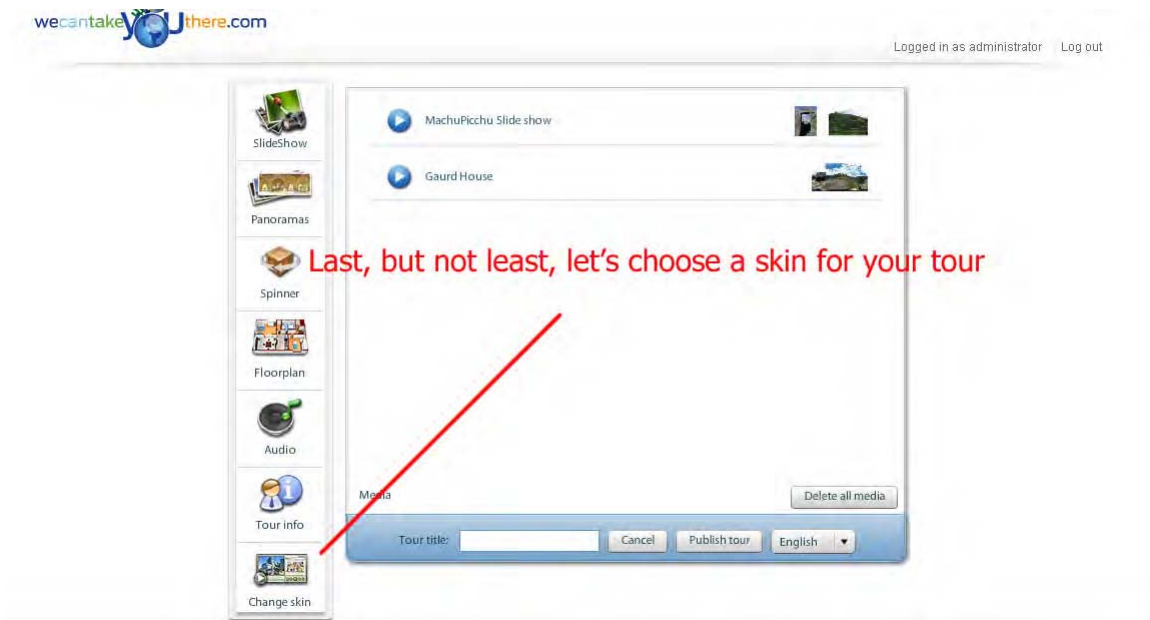 wecantakeyOUthere.com
Logged in as administrator Log out
SlideShow
Panoramas
Spinner
Floorplan
Audio
Tour info
Change skin
MachuPicchu Slide show
Gaurd House
Last, but not least, let's choose a skin for your tour
Media
Delete all media
Tour title: Cancel Publish tour English